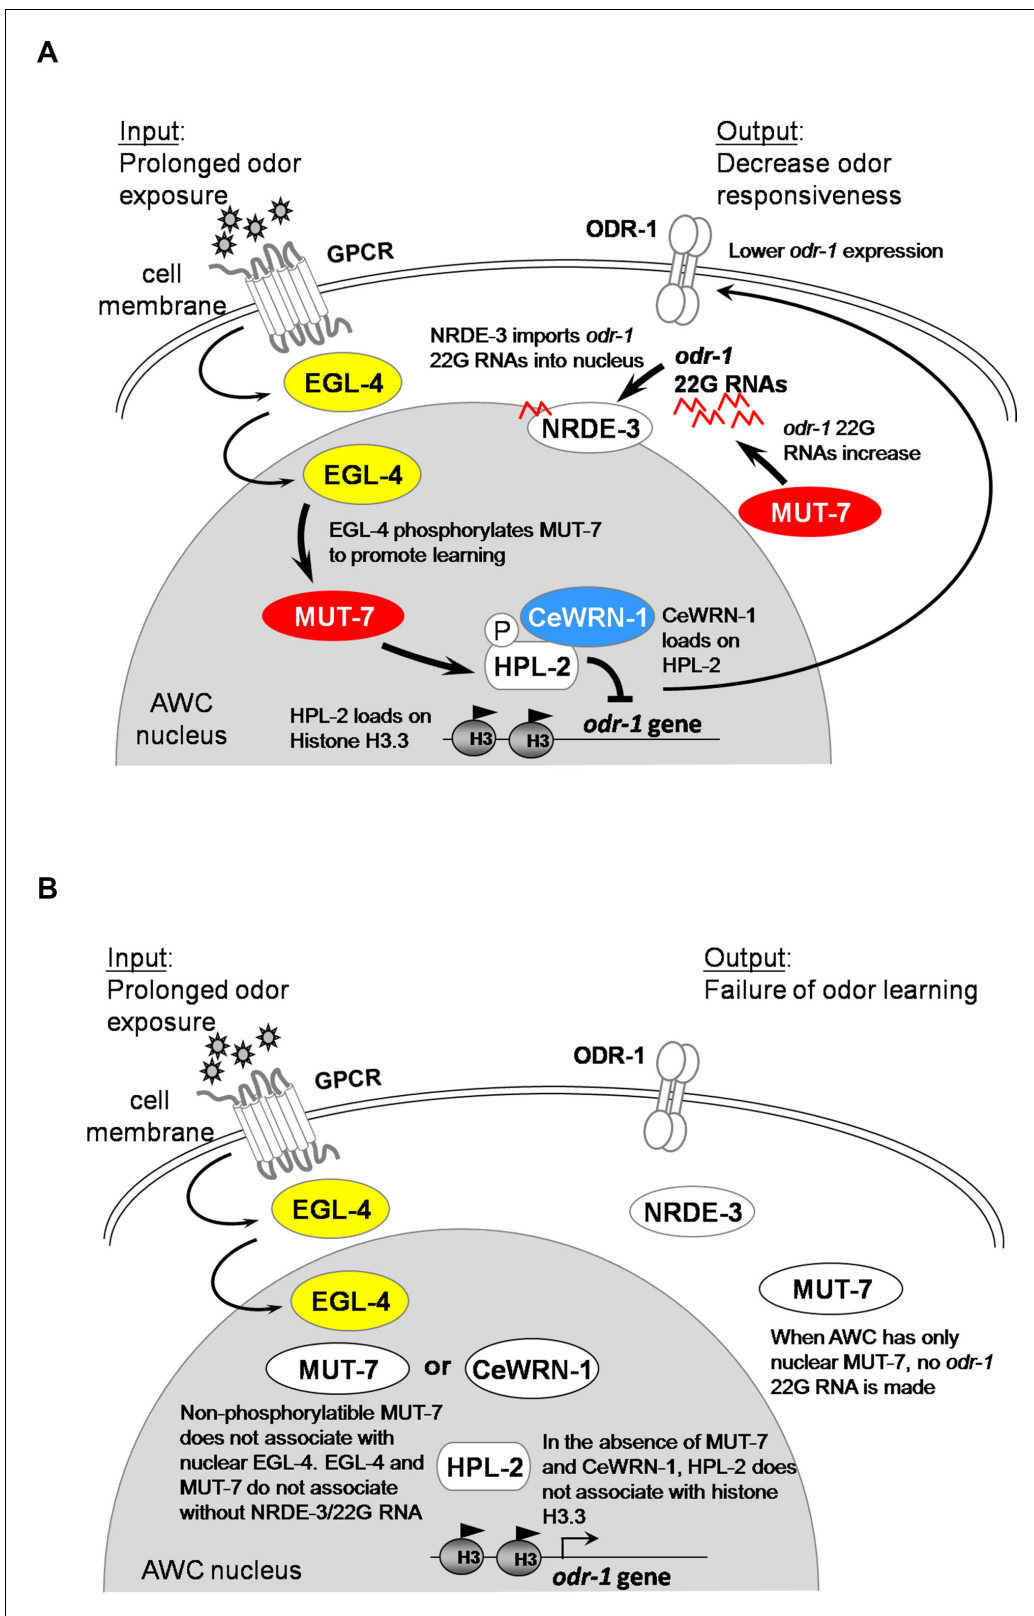 A
Input:
Prolonged odor
exposure
Output:
Decrease odor
responsiveness
GPCR
ODR-1
Lower odr-1 expression
cell
membrane
NRDE-3 imports odr-1
22G RNAs into nucleus
odr-1
22G RNAs
EGL-4
NRDE-3
odr-1 22G
RNAs increase
EGL-4
MUT-7
EGL-4 phosphorylates MUT-7
to promote learning
MUT-7
P
CeWRN-1
HPL-2
CeWRN-1
loads on
HPL-2
AWC
nucleus
HPL-2 loads on
Histone H3.3
H3
H3
odr-1 gene
B
Input:
Prolonged odor
exposure
Output:
Failure of odor learning
GPCR
ODR-1
cell
membrane
EGL-4
NRDE-3
EGL-4
MUT-7
When AWC has only
nuclear MUT-7, no odr-1
22G RNA is made
MUT-7 or CeWRN-1
Non-phosphorylatible MUT-7
does not associate with
nuclear EGL-4. EGL-4 and
MUT-7 do not associate
without NRDE-3/22G RNA
HPL-2
In the absence of MUT-7
and CeWRN-1, HPL-2 does
not associate with histone
H3.3
H3
H3
odr-1 gene
AWC nucleus